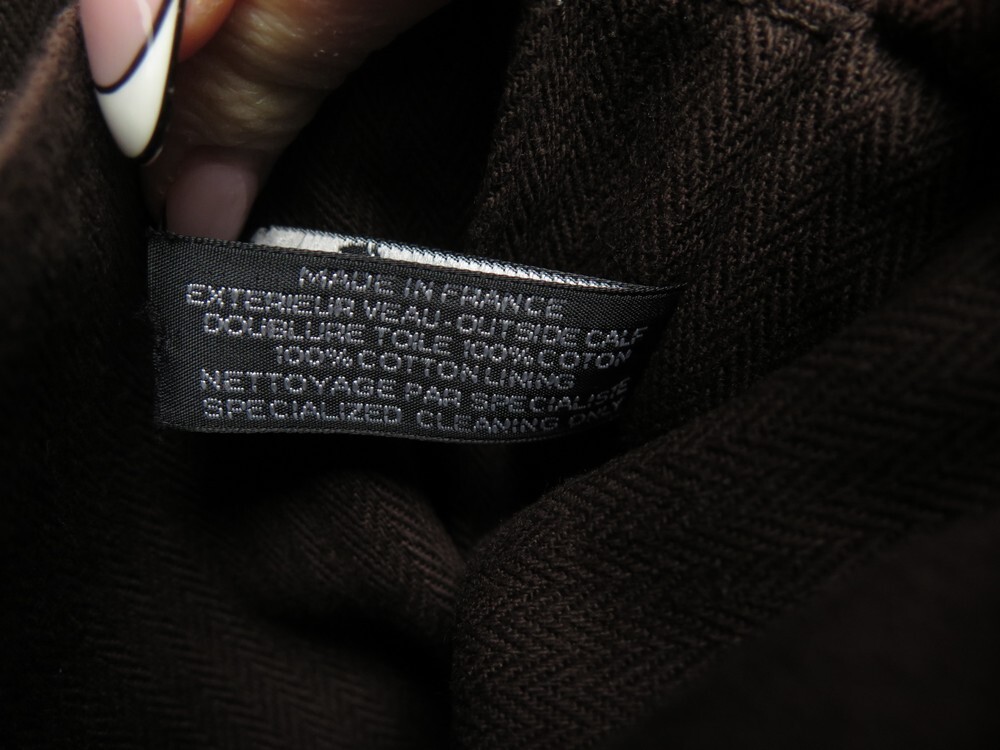 MADE IN FRANCE
EXTERIEUR VEAU-OUTSIDE CALF
DOUBLURE TOILE 100% COTON
100% COTTON LINING
NETTOYAGE PAR SPECIALISTE
SPECIALIZED CLEANING ONLY